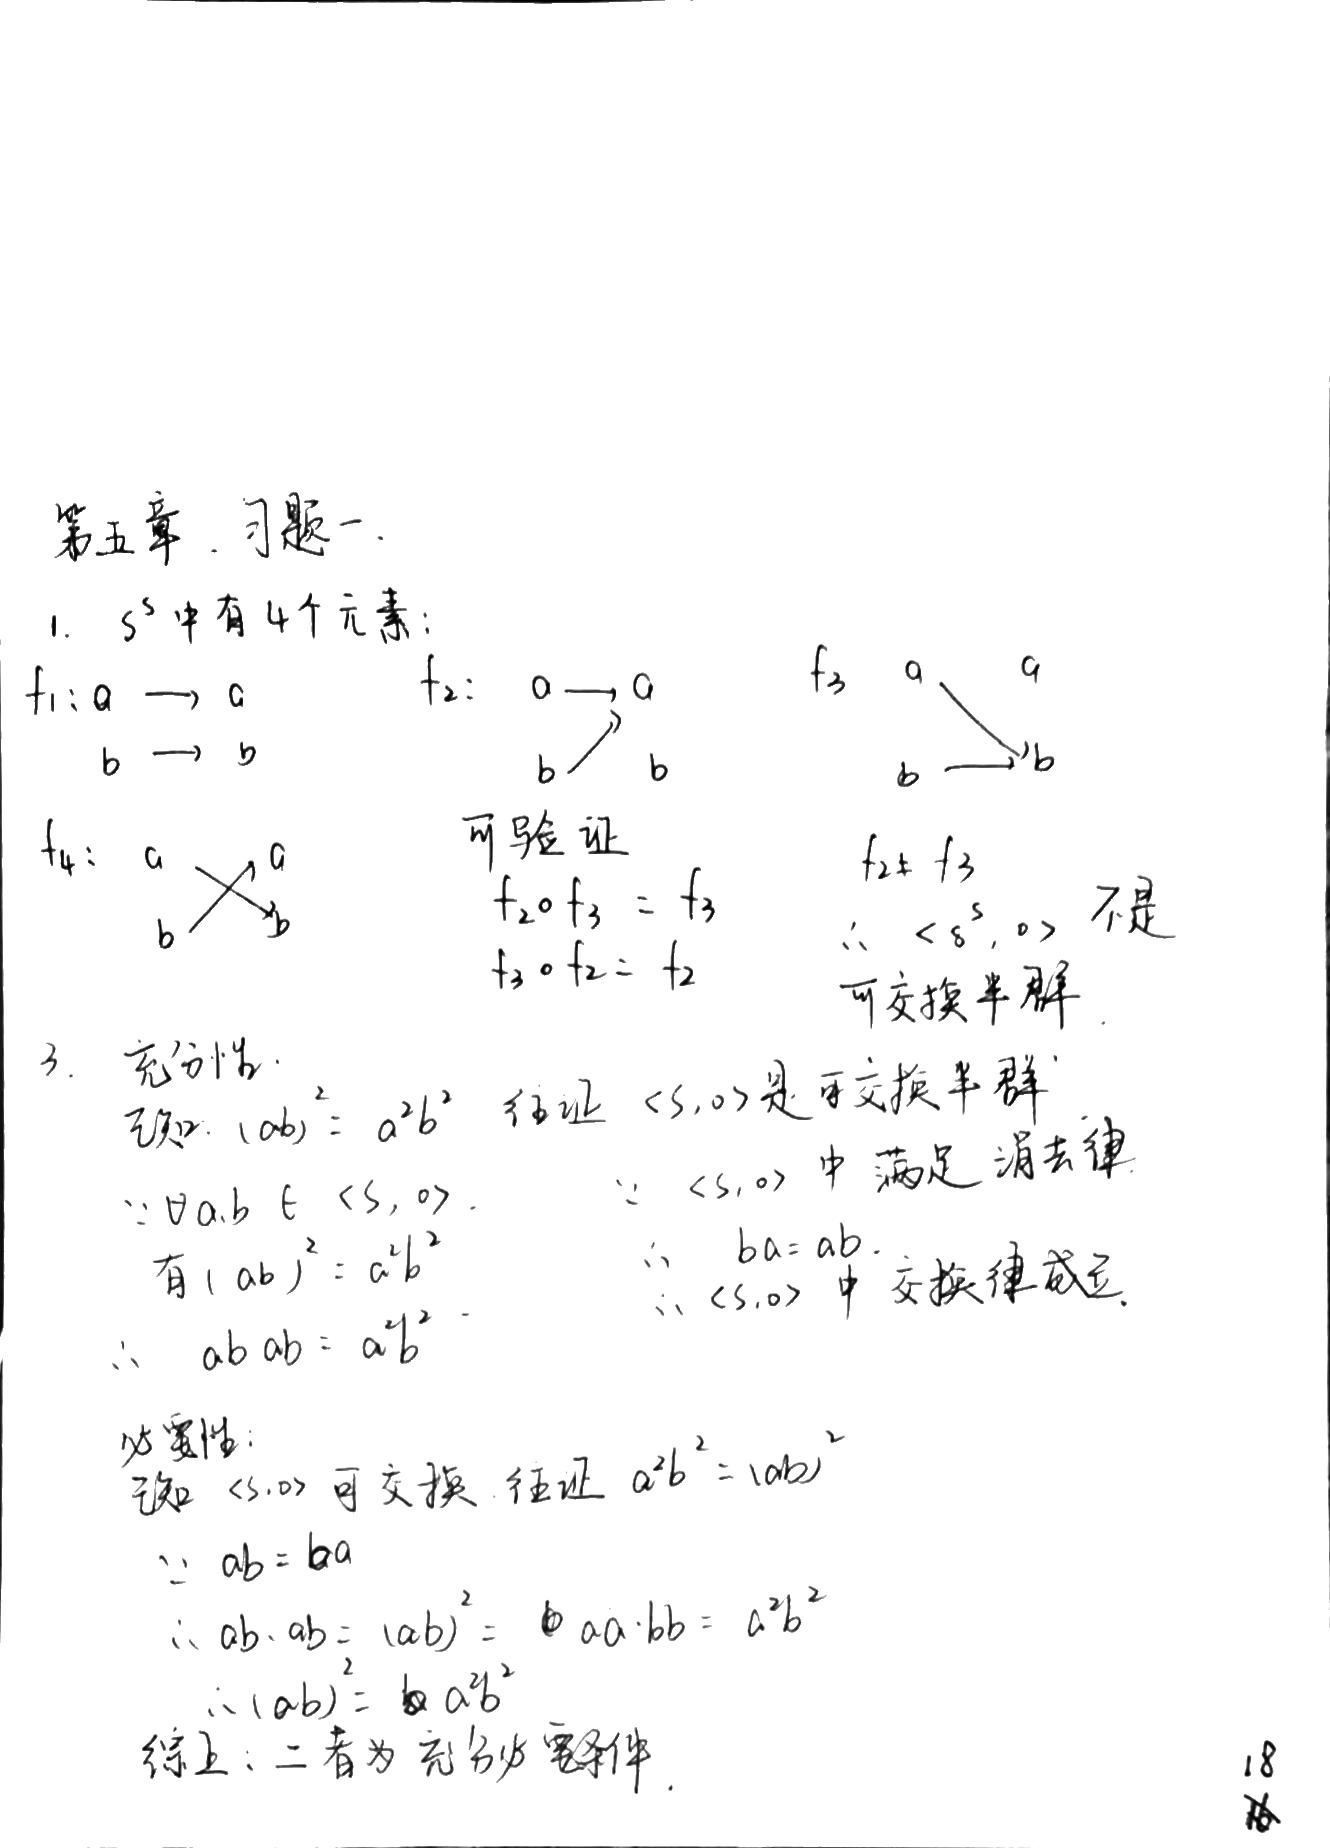 第五章.习题一.
1. S^S中有4个元素:
f₁: a → a
b → b
f₂: a → a
b b
f₃ a a
b → b
f₄: a a
b b
可验证
f₂∘f₃ = f₃
f₃∘f₂ = f₂
f₂≠f₃
∴ <S^S,∘> 不是
可交换半群.
3. 充分性.
已知.(ab)²= a²b² 往证 <S,∘>是可交换半群
∵∀a.b ∈ <S,∘>.
有(ab)²=a²b²
∴ ab ab = a²b².
∵ <S,∘> 中 满足 消去律.
∴ ba=ab.
∴ <S,∘> 中 交换律成立.
必要性:
已知 <S,∘> 可交换.往证 a²b²=(ab)²
∵ ab=ba
∴ ab.ab=(ab)²= aa·bb= a²b²
∴(ab)²= a²b²
综上:二者为充分必要条件.
18